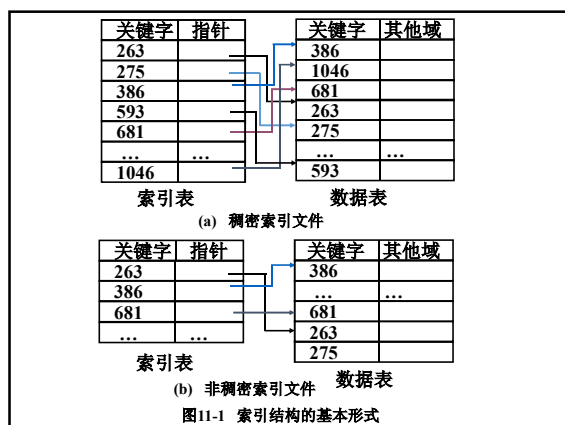 关键字 指针
263
275
386
593
681
… …
1046
索引表
关键字 其他域
386
1046
681
263
275
… …
593
数据表
(a) 稠密索引文件
关键字 指针
263
386
681
… …
索引表
关键字 其他域
386
… …
681
263
275
数据表
(b) 非稠密索引文件
图11-1 索引结构的基本形式